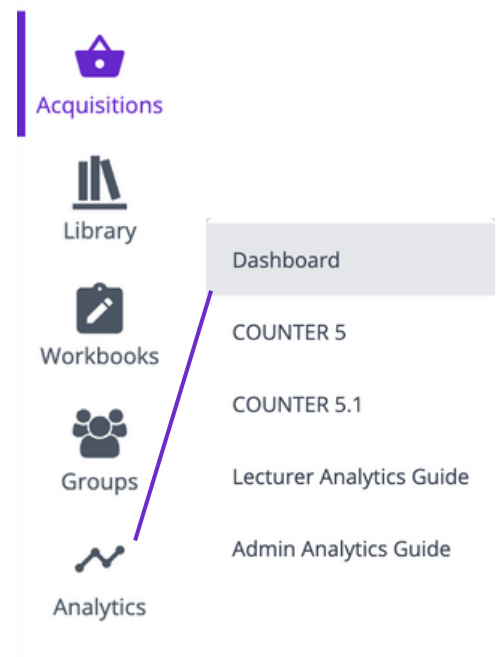 Acquisitions
Library
Workbooks
Groups
Analytics
Dashboard
COUNTER 5
COUNTER 5.1
Lecturer Analytics Guide
Admin Analytics Guide